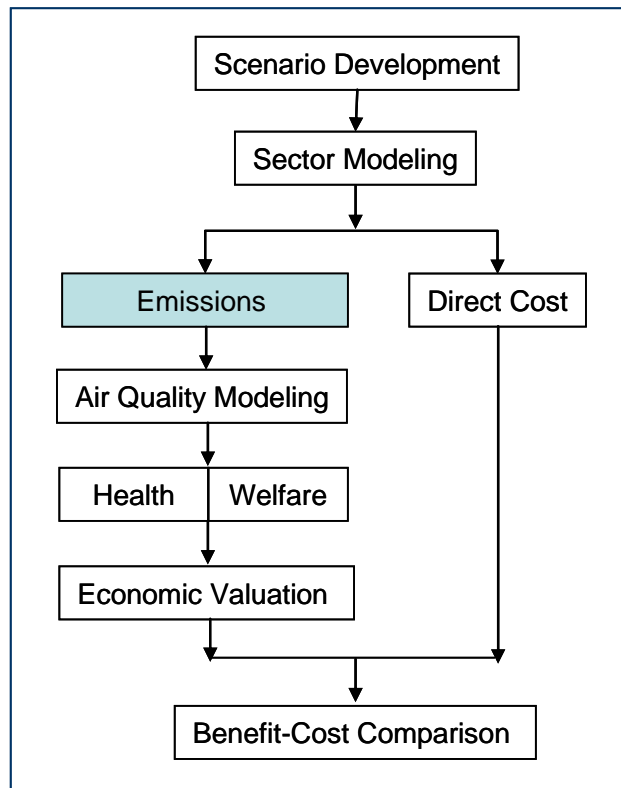 Scenario Development
Sector Modeling
Emissions
Direct Cost
Air Quality Modeling
Health
Welfare
Economic Valuation
Benefit-Cost Comparison